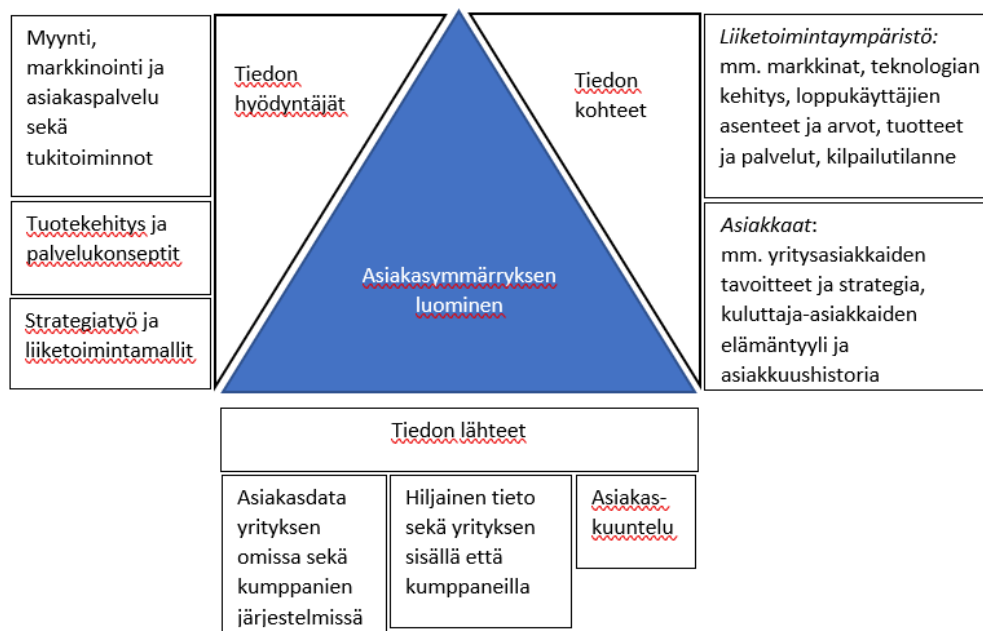 Myynti,
markkinointi ja
asiakaspalvelu
sekä
tukitoiminnot
Tuotekehitys ja
palvelukonseptit
Strategiatyö ja
liiketoimintamallit
Tiedon
hyödyntäjät
Asiakasymmärryksen
luominen
Tiedon
kohteet
Liiketoimintaympäristö:
mm. markkinat, teknologian
kehitys, loppukäyttäjien
asenteet ja arvot, tuotteet
ja palvelut, kilpailutilanne
Asiakkaat:
mm. yritysasiakkaiden
tavoitteet ja strategia,
kuluttaja-asiakkaiden
elämäntyyli ja
asiakkuushistoria
Tiedon lähteet
Asiakasdata
yrityksen
omissa sekä
kumppanien
järjestelmissä
Hiljainen tieto
sekä yrityksen
sisällä että
kumppaneilla
Asiakas-
kuuntelu